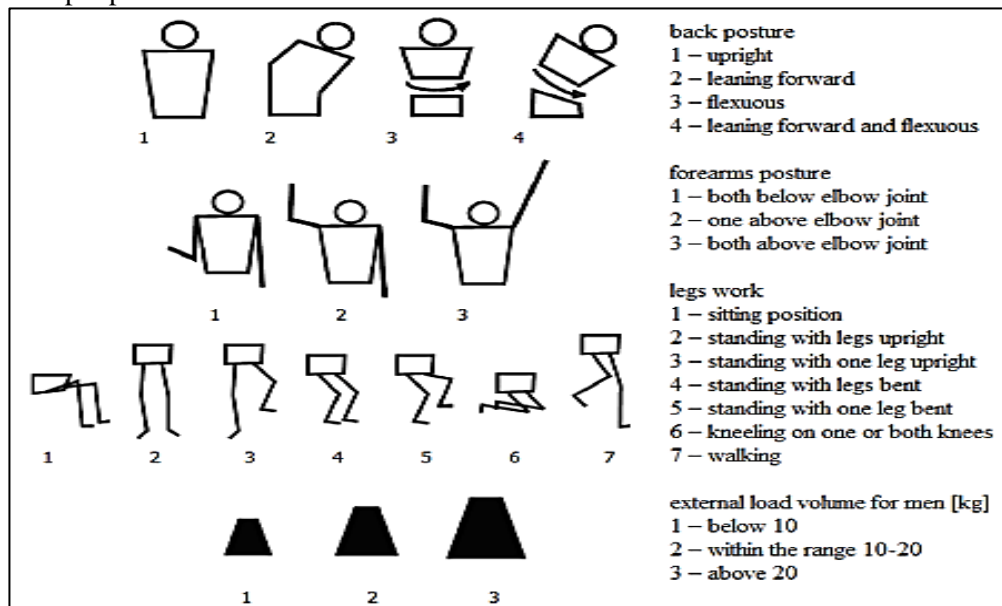 back posture
1 – upright
2 – leaning forward
3 – flexuous
4 – leaning forward and flexuous
1 2 3 4
forearms posture
1 – both below elbow joint
2 – one above elbow joint
3 – both above elbow joint
1 2 3
legs work
1 – sitting position
2 – standing with legs upright
3 – standing with one leg upright
4 – standing with legs bent
5 – standing with one leg bent
6 – kneeling on one or both knees
7 – walking
1 2 3 4 5 6 7
external load volume for men [kg]
1 – below 10
2 – within the range 10-20
3 – above 20
1 2 3